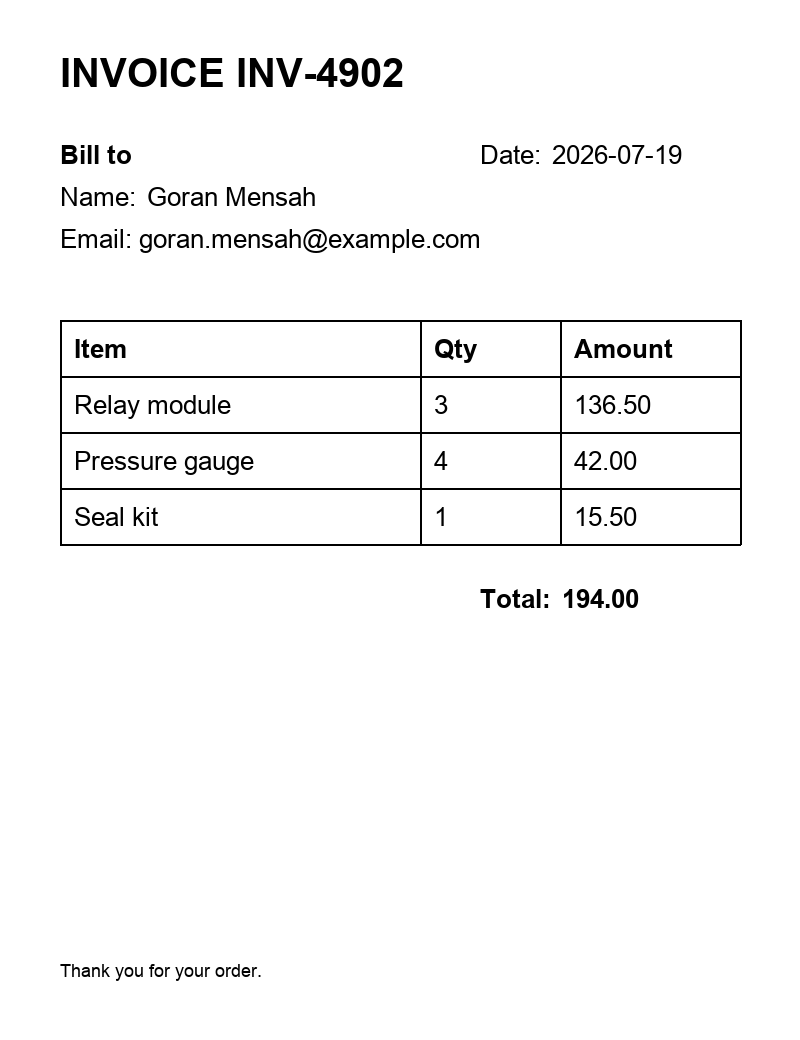 INVOICE INV-4902
Bill to Date: 2026-07-19
Name: Goran Mensah
Email: goran.mensah@example.com
Item Qty Amount
Relay module 3 136.50
Pressure gauge 4 42.00
Seal kit 1 15.50
Total: 194.00
Thank you for your order.